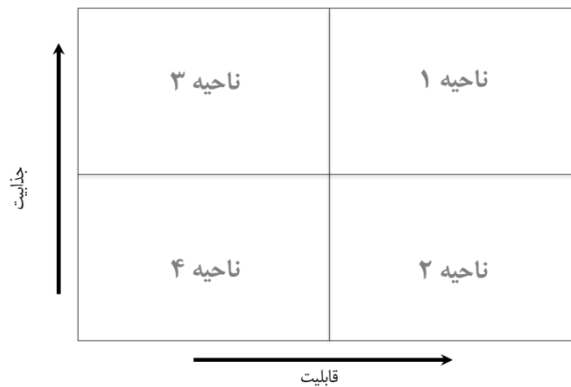 ناحیه ۱
ناحیه ۳
جذابیت
ناحیه ۲
ناحیه ۴
قابلیت